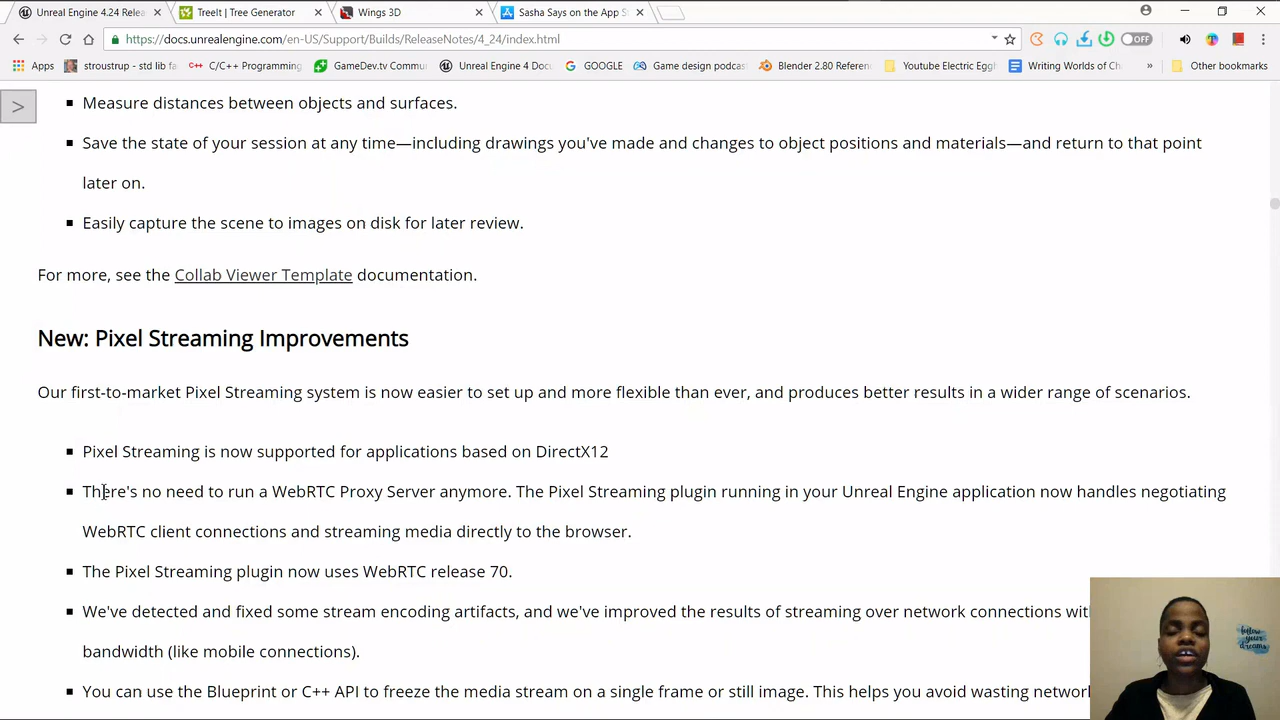 Unreal Engine 4.24 Relea
TreeIt | Tree Generator
Wings 3D
Sasha Says on the App S
https://docs.unrealengine.com/en-US/Support/Builds/ReleaseNotes/4_24/index.html
OFF
Apps
stroustrup - std lib fa
C/C++ Programming
GameDev.tv Commu
Unreal Engine 4 Docu
GOOGLE
Game design podcas
Blender 2.80 Referen
Youtube Electric Eggl
Writing Worlds of Ch
»
Other bookmarks
>
Measure distances between objects and surfaces.
Save the state of your session at any time—including drawings you've made and changes to object positions and materials—and return to that point
later on.
Easily capture the scene to images on disk for later review.
For more, see the Collab Viewer Template documentation.
New: Pixel Streaming Improvements
Our first-to-market Pixel Streaming system is now easier to set up and more flexible than ever, and produces better results in a wider range of scenarios.
Pixel Streaming is now supported for applications based on DirectX12
There's no need to run a WebRTC Proxy Server anymore. The Pixel Streaming plugin running in your Unreal Engine application now handles negotiating
WebRTC client connections and streaming media directly to the browser.
The Pixel Streaming plugin now uses WebRTC release 70.
We've detected and fixed some stream encoding artifacts, and we've improved the results of streaming over network connections wit
bandwidth (like mobile connections).
You can use the Blueprint or C++ API to freeze the media stream on a single frame or still image. This helps you avoid wasting networ
follow
your
dreams